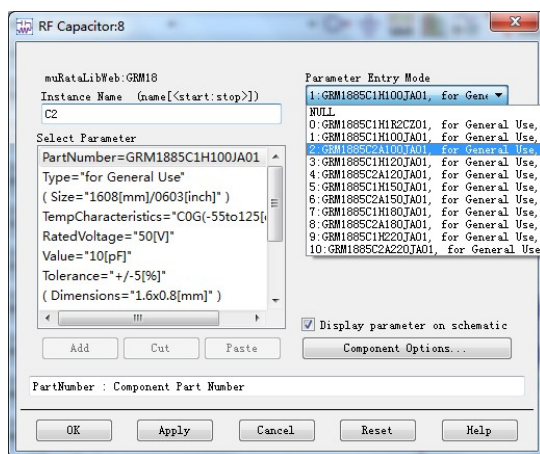 RF Capacitor:8
muRataLibWeb:GRM18
Instance Name (name[<start:stop>])
C2
Select Parameter
PartNumber=GRM1885C1H100JA01
Type="for General Use"
( Size="1608[mm]/0603[inch]" )
TempCharacteristics="C0G(-55to125[
RatedVoltage="50[V]"
Value="10[pF]"
Tolerance="+/-5[%]"
( Dimensions="1.6x0.8[mm]" )
Add
Cut
Paste
Parameter Entry Mode
1:GRM1885C1H100JA01, for Gene
NULL
0:GRM1885C1H1R2CZ01, for General Use,
1:GRM1885C1H100JA01, for General Use,
2:GRM1885C2A100JA01, for General Use,
3:GRM1885C1H120JA01, for General Use,
4:GRM1885C2A120JA01, for General Use,
5:GRM1885C1H150JA01, for General Use,
6:GRM1885C2A150JA01, for General Use,
7:GRM1885C1H180JA01, for General Use,
8:GRM1885C2A180JA01, for General Use,
9:GRM1885C1H220JA01, for General Use,
10:GRM1885C2A220JA01, for General Use
Display parameter on schematic
Component Options...
PartNumber : Component Part Number
OK
Apply
Cancel
Reset
Help